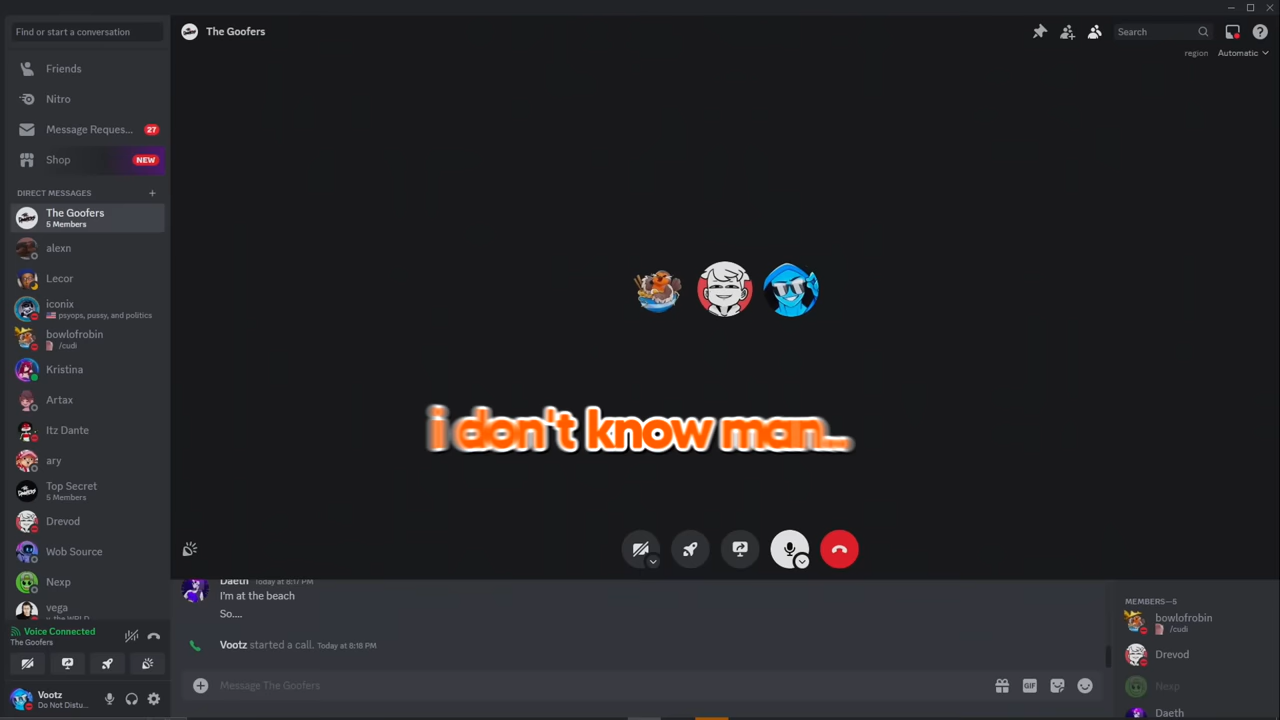 Find or start a conversation
Friends
Nitro
Message Reques... 27
Shop NEW
DIRECT MESSAGES
The Goofers
5 Members
alexn
Lecor
iconix
psyops, pussy, and politics
bowlofrobin
/cudi
Kristina
Artax
Itz Dante
ary
Top Secret
5 Members
Drevod
Wob Source
Nexp
vega
Voice Connected
The Goofers
Vootz
Do Not Distu...
The Goofers
Search
region Automatic
i don't know man...
Daeth Today at 8:17 PM
I'm at the beach
So....
Vootz started a call. Today at 8:18 PM
Message The Goofers
GIF
MEMBERS—5
bowlofrobin
/cudi
Drevod
Nexp
Daeth